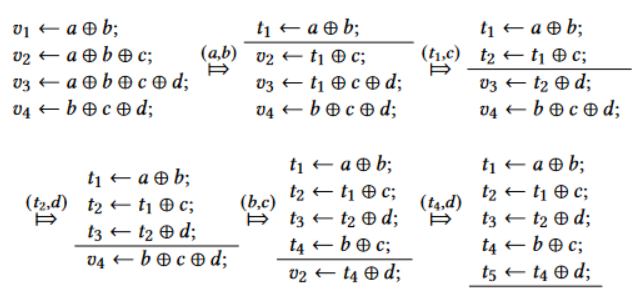 v₁ ← a ⊕ b;
v₂ ← a ⊕ b ⊕ c;
v₃ ← a ⊕ b ⊕ c ⊕ d;
v₄ ← b ⊕ c ⊕ d;
(a,b)
⤇
t₁ ← a ⊕ b;
v₂ ← t₁ ⊕ c;
v₃ ← t₁ ⊕ c ⊕ d;
v₄ ← b ⊕ c ⊕ d;
(t₁,c)
⤇
t₁ ← a ⊕ b;
t₂ ← t₁ ⊕ c;
v₃ ← t₂ ⊕ d;
v₄ ← b ⊕ c ⊕ d;
(t₂,d)
⤇
t₁ ← a ⊕ b;
t₂ ← t₁ ⊕ c;
t₃ ← t₂ ⊕ d;
v₄ ← b ⊕ c ⊕ d;
(b,c)
⤇
t₁ ← a ⊕ b;
t₂ ← t₁ ⊕ c;
t₃ ← t₂ ⊕ d;
t₄ ← b ⊕ c;
v₂ ← t₄ ⊕ d;
(t₄,d)
⤇
t₁ ← a ⊕ b;
t₂ ← t₁ ⊕ c;
t₃ ← t₂ ⊕ d;
t₄ ← b ⊕ c;
t₅ ← t₄ ⊕ d;